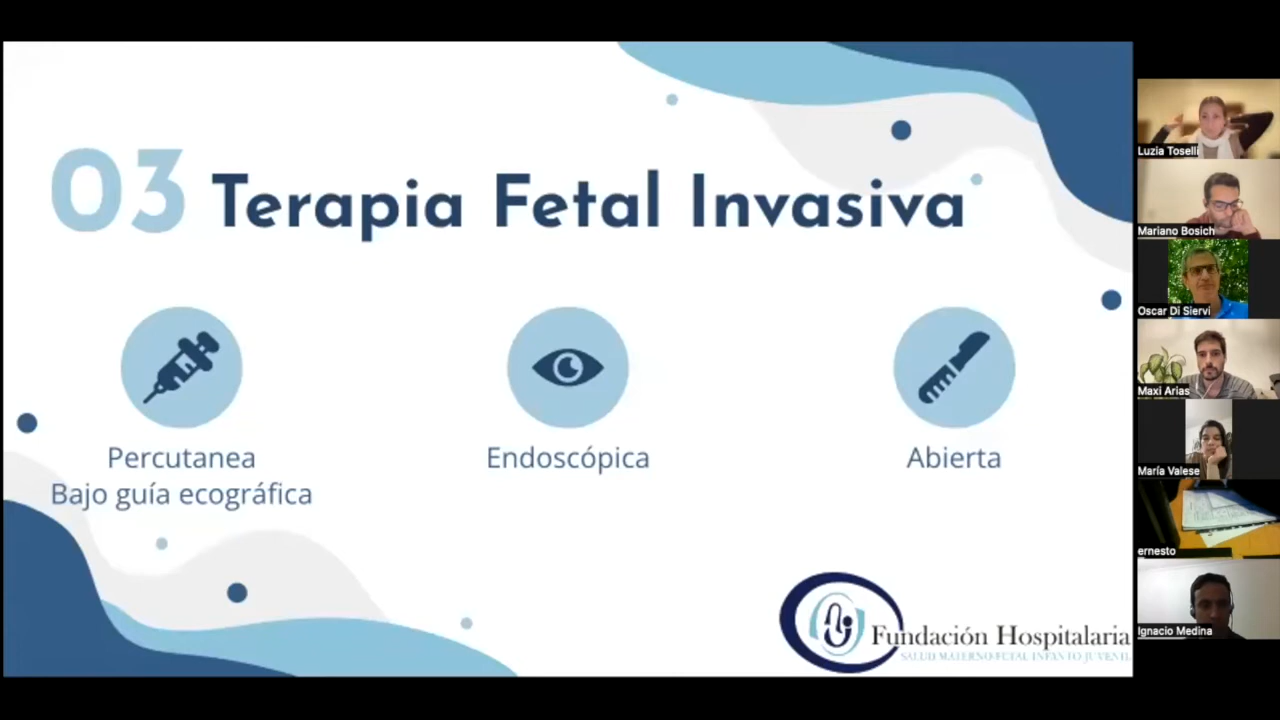 03 Terapia Fetal Invasiva
Percutanea
Bajo guía ecográfica
Endoscópica
Abierta
Fundación Hospitalaria
SALUD MATERNO FETAL INFANTO JUVENIL
Luzia Toselli
Mariano Bosich
Oscar Di Siervi
Maxi Arias
María Valese
ernesto
Ignacio Medina